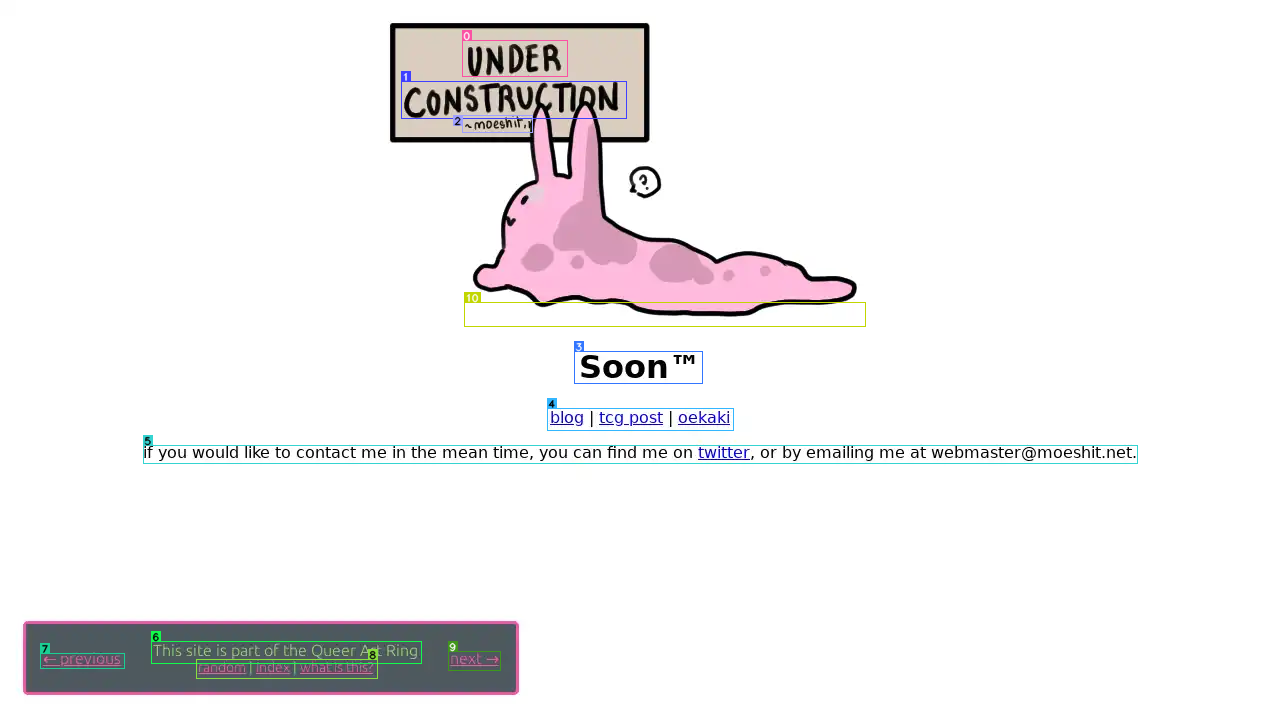 UNDER
CONSTRUCTION
~moeshit.
?
Soon™
blog | tcg post | oekaki
if you would like to contact me in the mean time, you can find me on twitter, or by emailing me at webmaster@moeshit.net.
← previous
This site is part of the Queer Art Ring
random | index | what is this?
next →